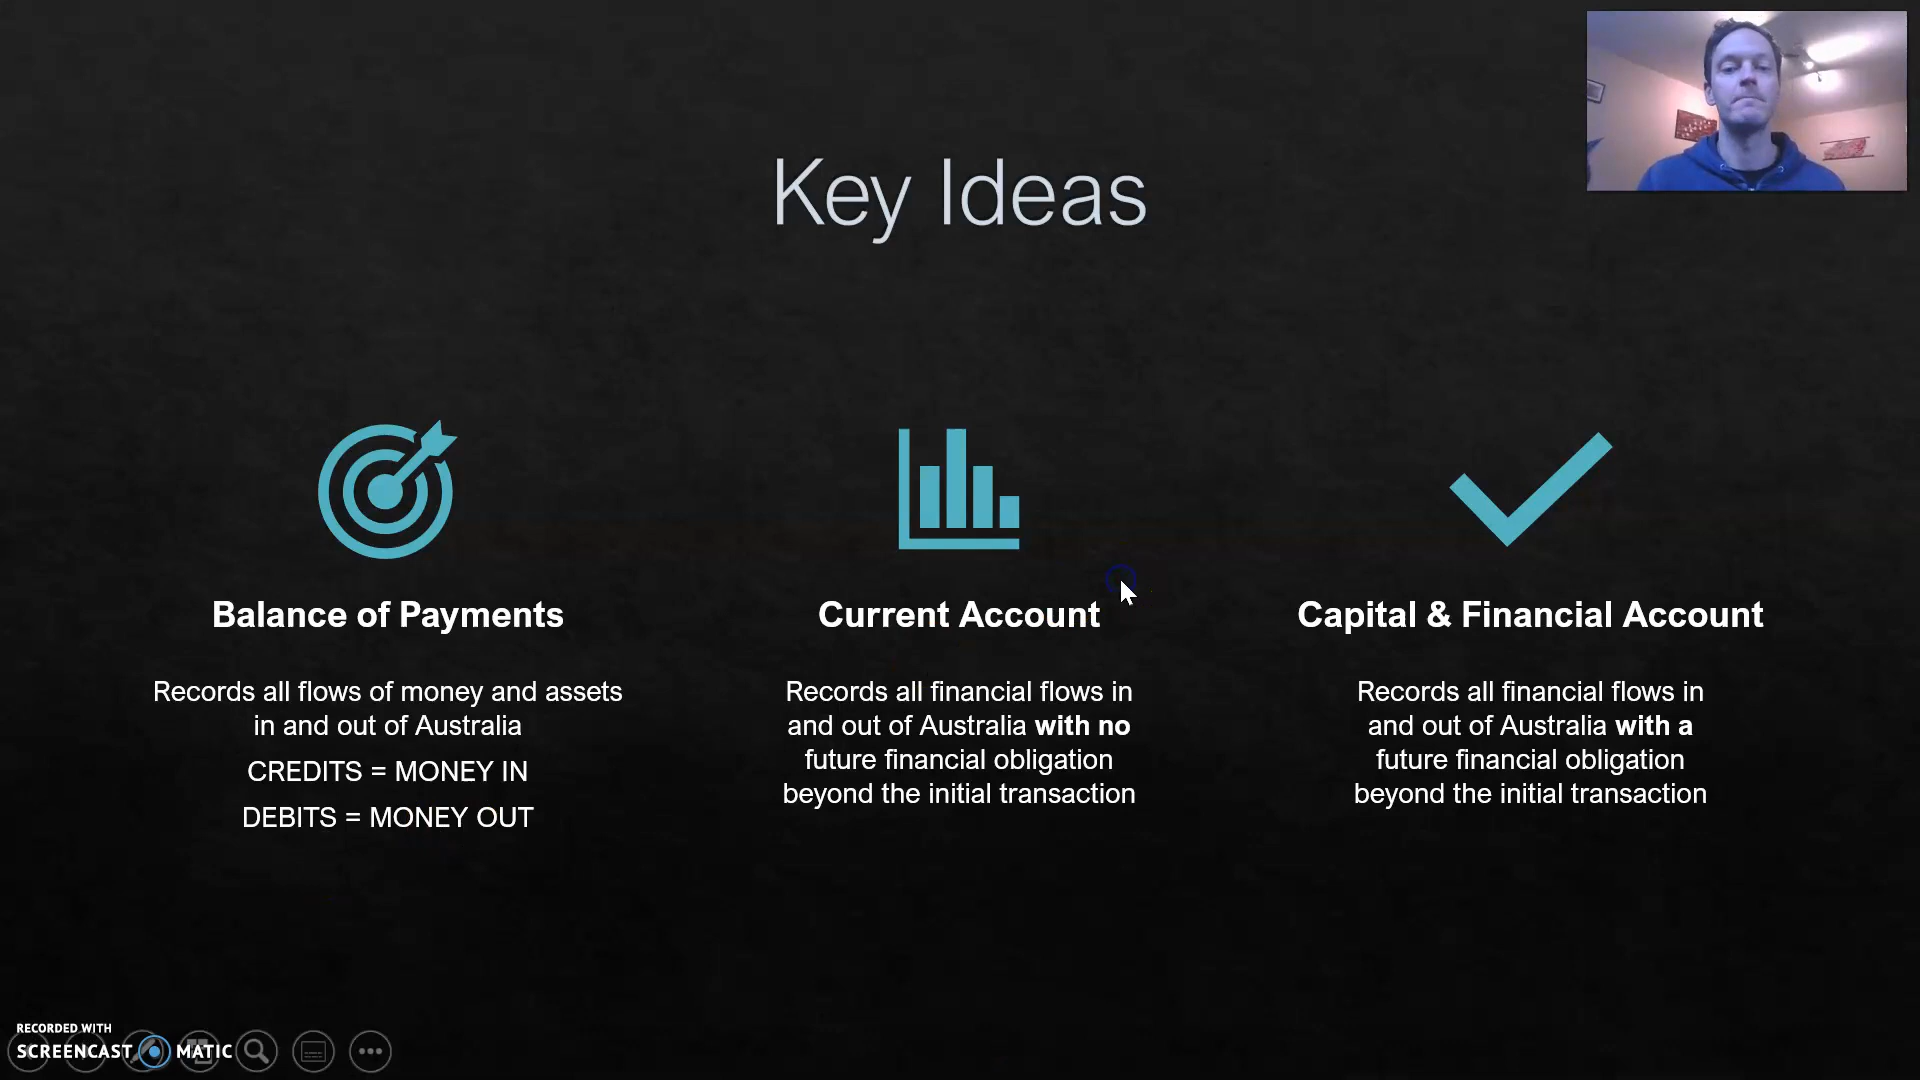 Key Ideas
Balance of Payments
Records all flows of money and assets
in and out of Australia
CREDITS = MONEY IN
DEBITS = MONEY OUT
Current Account
Records all financial flows in
and out of Australia with no
future financial obligation
beyond the initial transaction
Capital & Financial Account
Records all financial flows in
and out of Australia with a
future financial obligation
beyond the initial transaction
RECORDED WITH
SCREENCAST MATIC